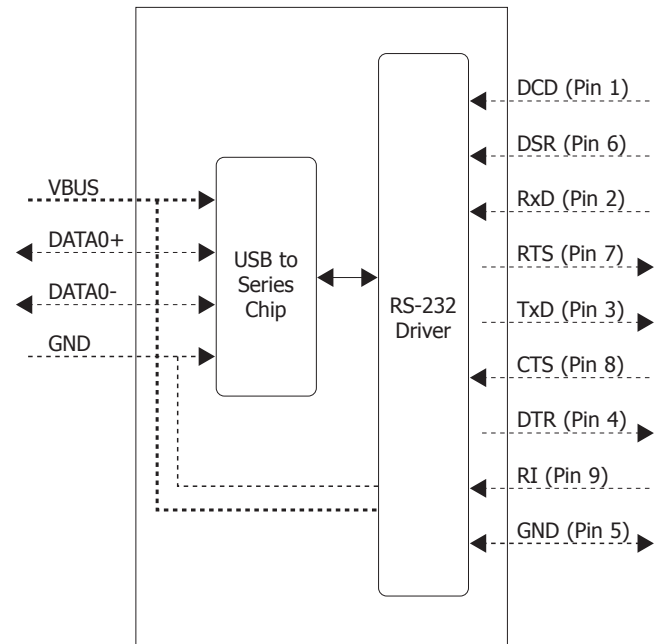 VBUS
DATA0+
DATA0-
GND
USB to
Series
Chip
RS-232
Driver
DCD (Pin 1)
DSR (Pin 6)
RxD (Pin 2)
RTS (Pin 7)
TxD (Pin 3)
CTS (Pin 8)
DTR (Pin 4)
RI (Pin 9)
GND (Pin 5)